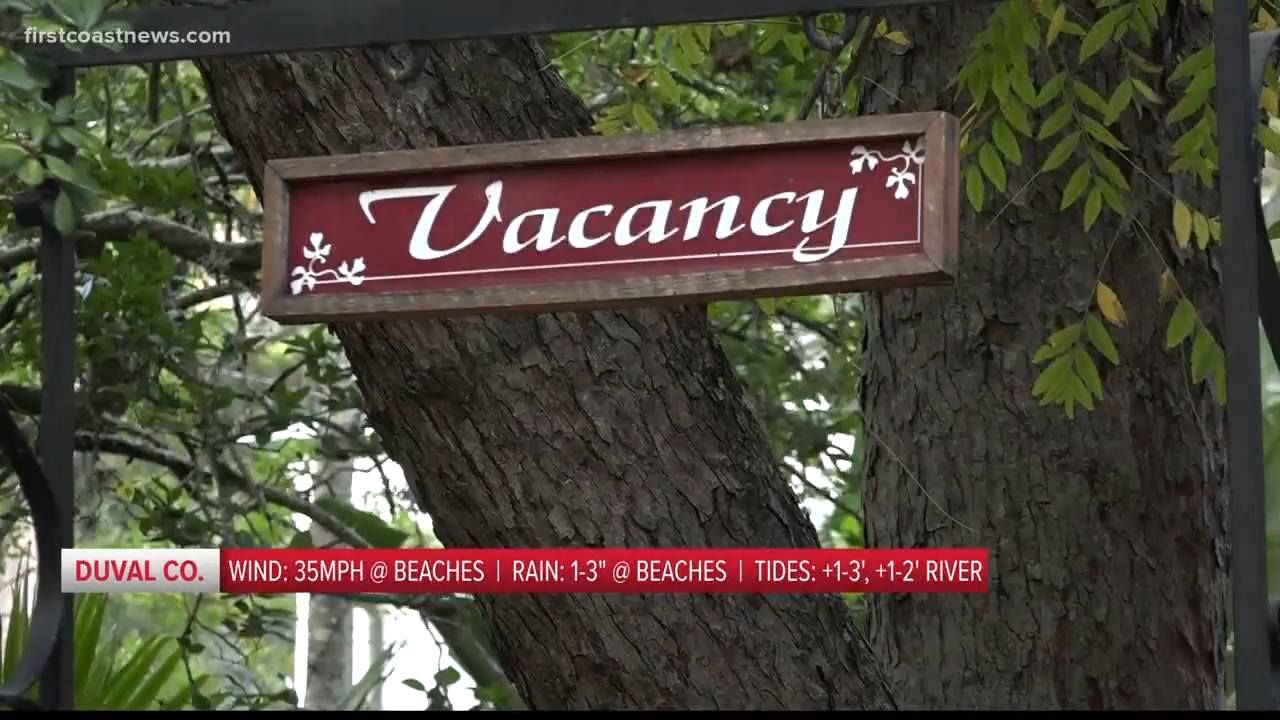 firstcoastnews.com
Vacancy
DUVAL CO. WIND: 35MPH @ BEACHES | RAIN: 1-3" @ BEACHES | TIDES: +1-3', +1-2' RIVER